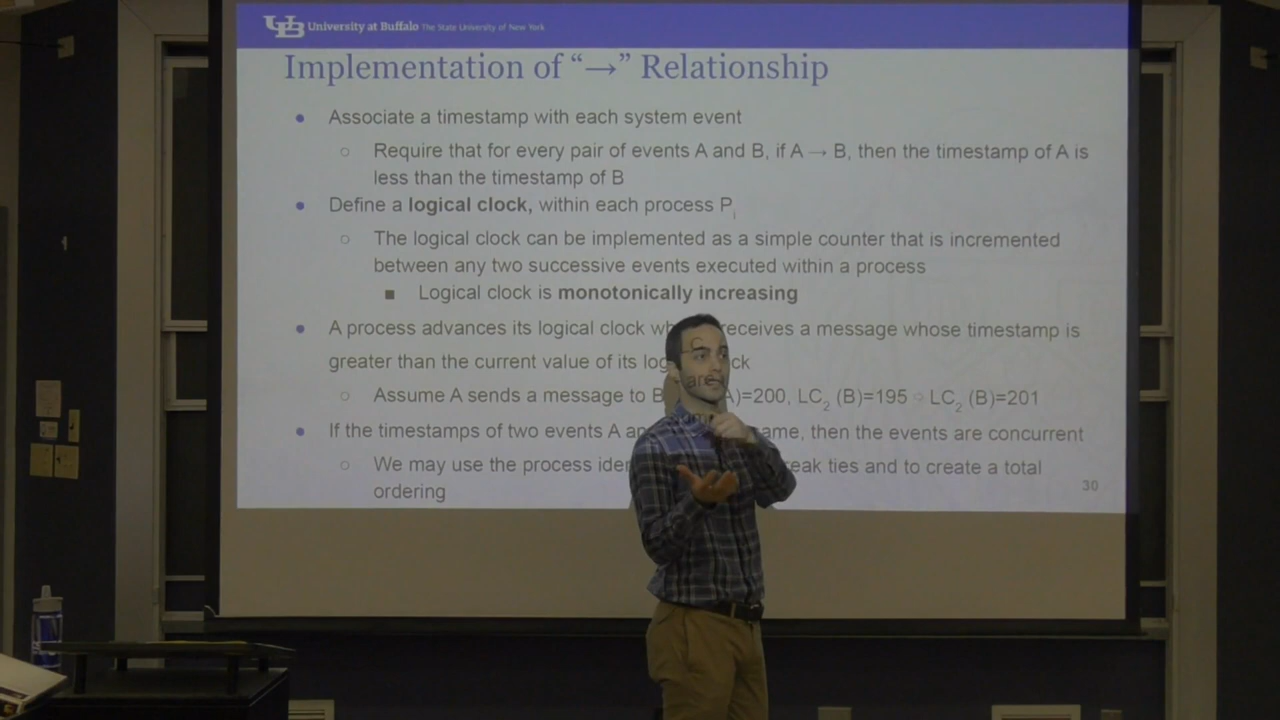 UB University at Buffalo The State University of New York
Implementation of “→” Relationship
● Associate a timestamp with each system event
○ Require that for every pair of events A and B, if A → B, then the timestamp of A is
less than the timestamp of B
● Define a logical clock, within each process Pi
○ The logical clock can be implemented as a simple counter that is incremented
between any two successive events executed within a process
■ Logical clock is monotonically increasing
● A process advances its logical clock receives a message whose timestamp is
greater than the current value of its
○ Assume A sends a message to B A)=200, LC2 (B)=195 LC2 (B)=201
● If the timestamps of two events A same, then the events are concurrent
○ We may use the process break ties and to create a total
ordering
30